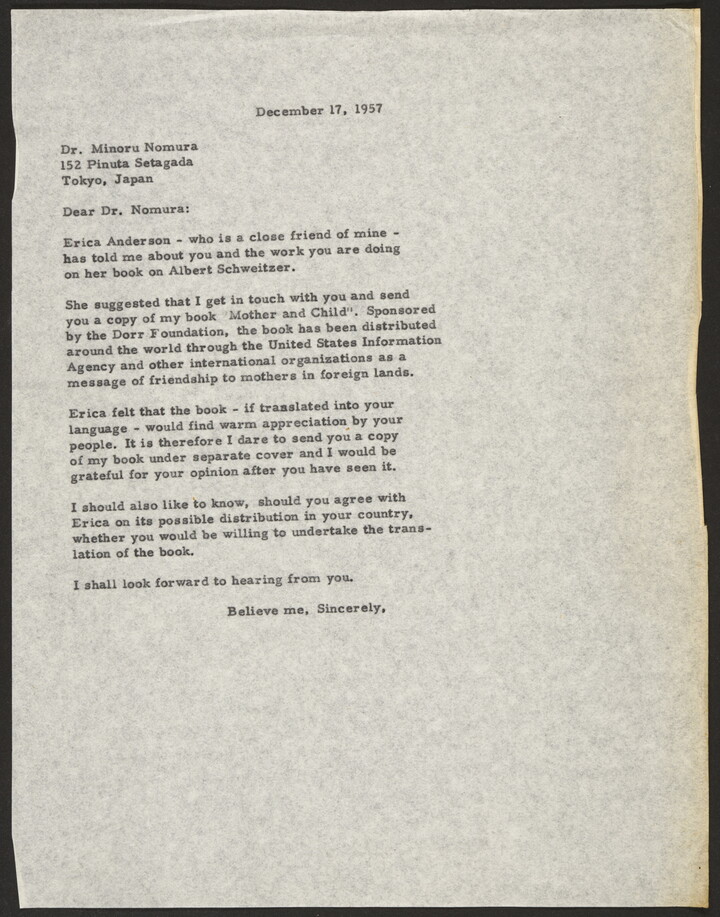 December 17, 1957
Dr. Minoru Nomura
152 Pinuta Setagada
Tokyo, Japan
Dear Dr. Nomura:
Erica Anderson - who is a close friend of mine -
has told me about you and the work you are doing
on her book on Albert Schweitzer.
She suggested that I get in touch with you and send
you a copy of my book "Mother and Child". Sponsored
by the Dorr Foundation, the book has been distributed
around the world through the United States Information
Agency and other international organizations as a
message of friendship to mothers in foreign lands.
Erica felt that the book - if translated into your
language - would find warm appreciation by your
people. It is therefore I dare to send you a copy
of my book under separate cover and I would be
grateful for your opinion after you have seen it.
I should also like to know, should you agree with
Erica on its possible distribution in your country,
whether you would be willing to undertake the trans-
lation of the book.
I shall look forward to hearing from you.
Believe me, Sincerely,